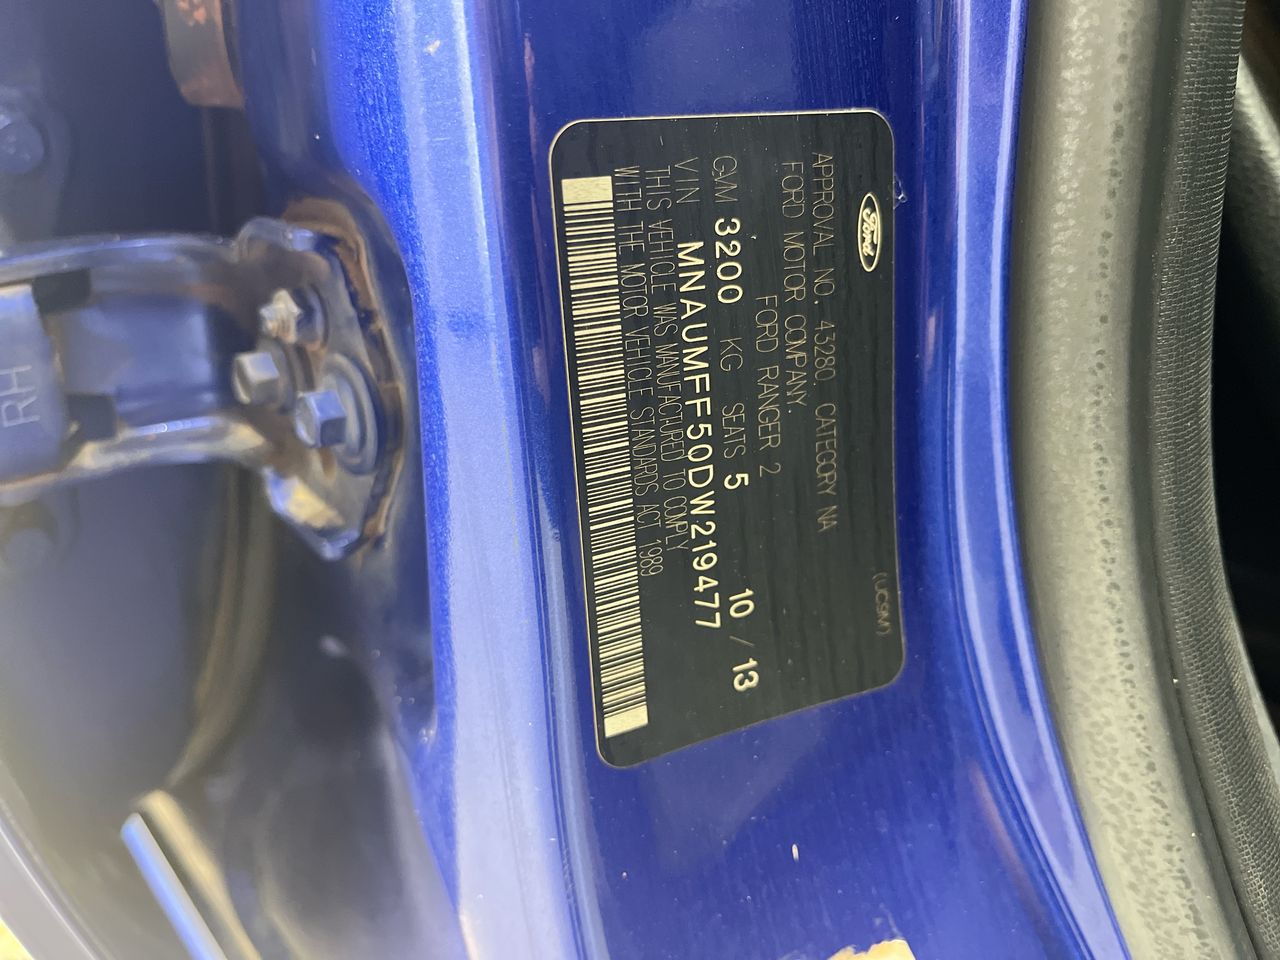 Ford
(UCSM)
APPROVAL NO. 43280, CATEGORY NA
FORD MOTOR COMPANY.
FORD RANGER 2
GVM 3200 KG SEATS 5 10 / 13
VIN MNAUMFF50DW219477
THIS VEHICLE WAS MANUFACTURED TO COMPLY
WITH THE MOTOR VEHICLE STANDARDS ACT 1989
RH